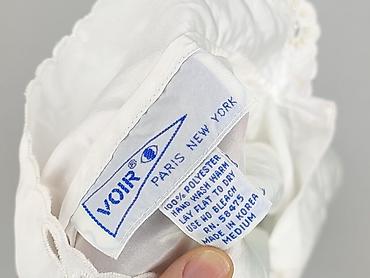 VOIR®
PARIS NEW YORK
100% POLYESTER
HAND WASH WARM
LAY FLAT TO DRY
USE NO BLEACH
RN. 58475
MADE IN KOREA
MEDIUM